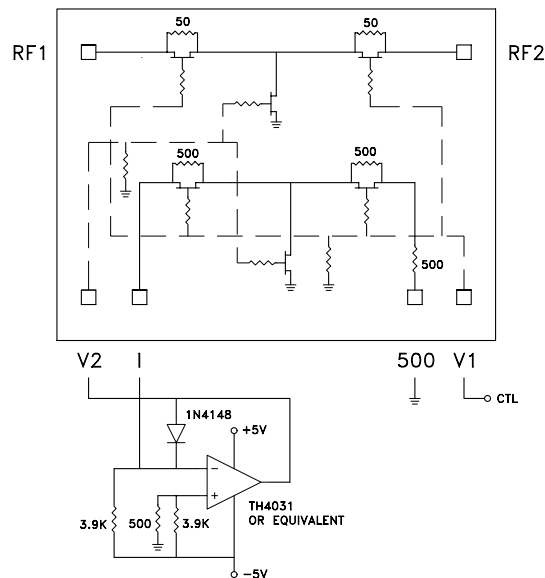 50
50
RF1
RF2
500
500
500
V2
I
500
V1
CTL
1N4148
+5V
-
+
TH4031
OR EQUIVALENT
3.9K
500
3.9K
-5V